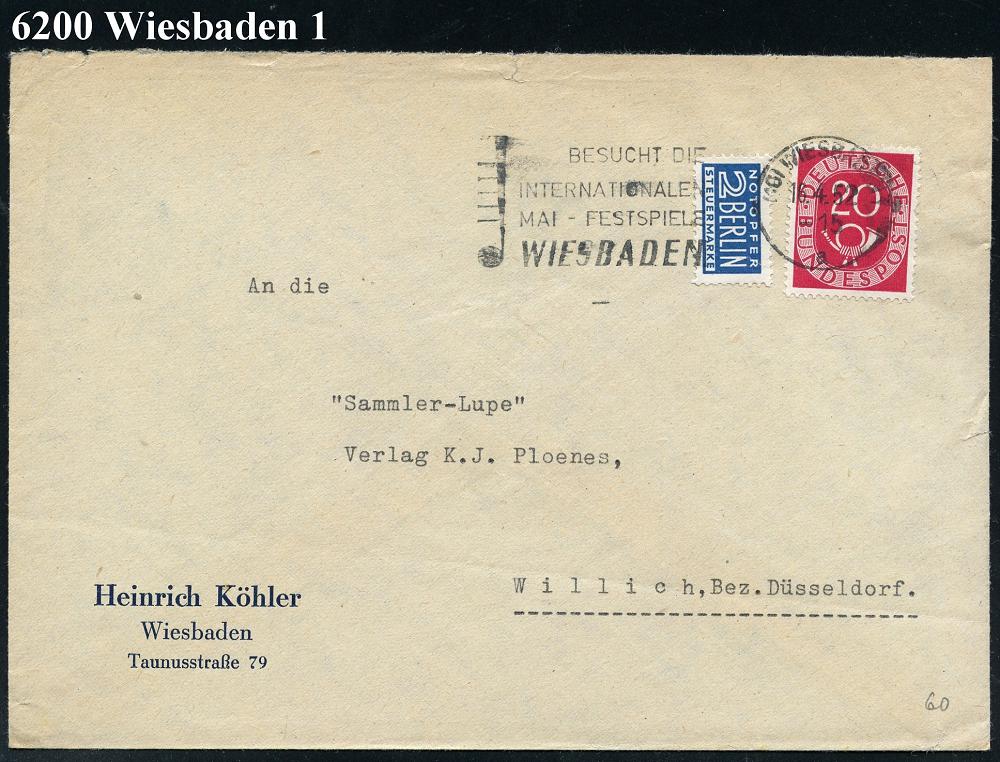 6200 Wiesbaden 1
BESUCHT DIE
INTERNATIONALEN
MAI - FESTSPIELE
WIESBADEN
NOTOPFER
2 BERLIN
STEUERMARKE
DEUTSCHE
20
BUNDESPOST
An die
"Sammler-Lupe"
Verlag K.J. Ploenes,
W i l l i c h, Bez. Düsseldorf.
Heinrich Köhler
Wiesbaden
Taunusstraße 79
60